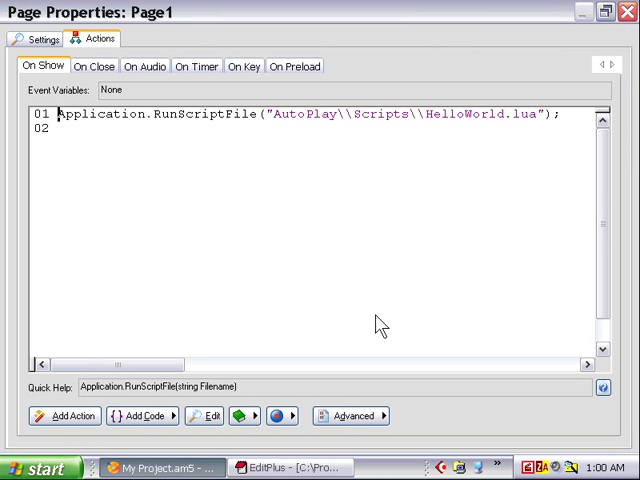 Page Properties: Page1
Settings
Actions
On Show
On Close
On Audio
On Timer
On Key
On Preload
Event Variables:
None
01 Application.RunScriptFile("AutoPlay\\Scripts\\HelloWorld.lua");
02
Quick Help:
Application.RunScriptFile(string Filename)
Add Action
{} Add Code
Edit
Advanced
start
My Project.am5 - ...
EditPlus - [C:\Pro...
1:00 AM